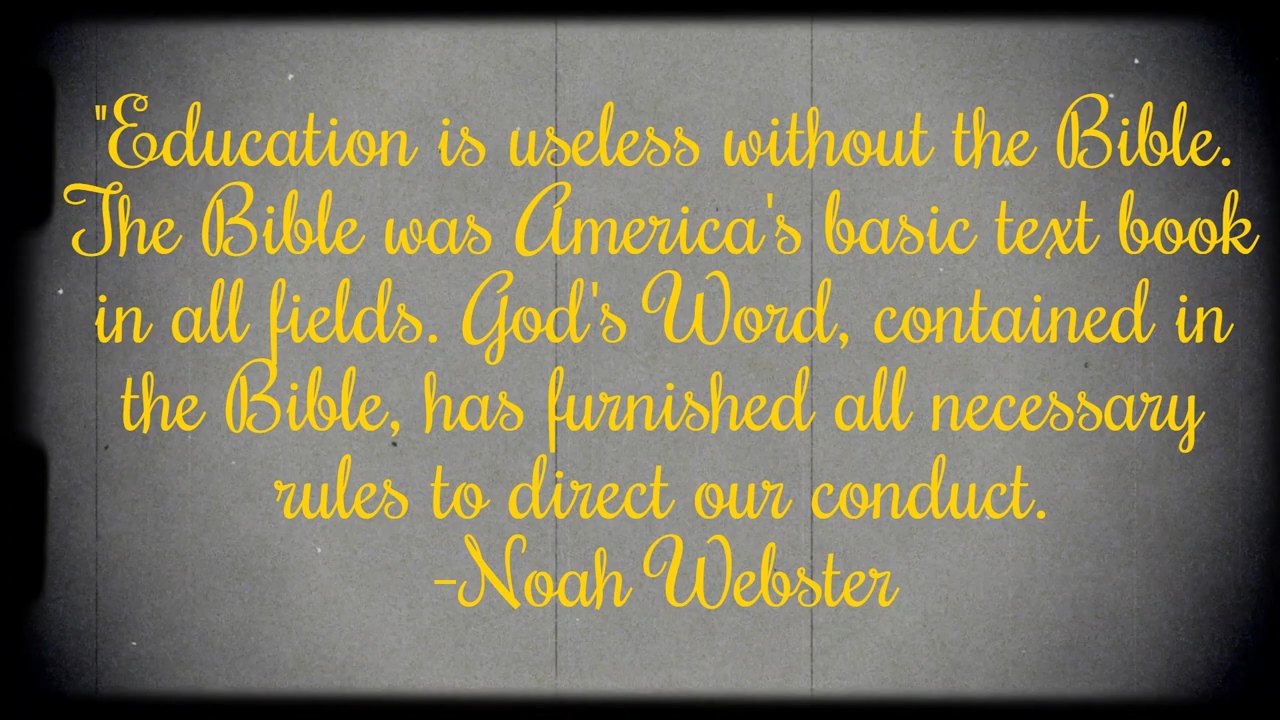 "Education is useless without the Bible.
The Bible was America's basic text book
in all fields. God's Word, contained in
the Bible, has furnished all necessary
rules to direct our conduct.
-Noah Webster